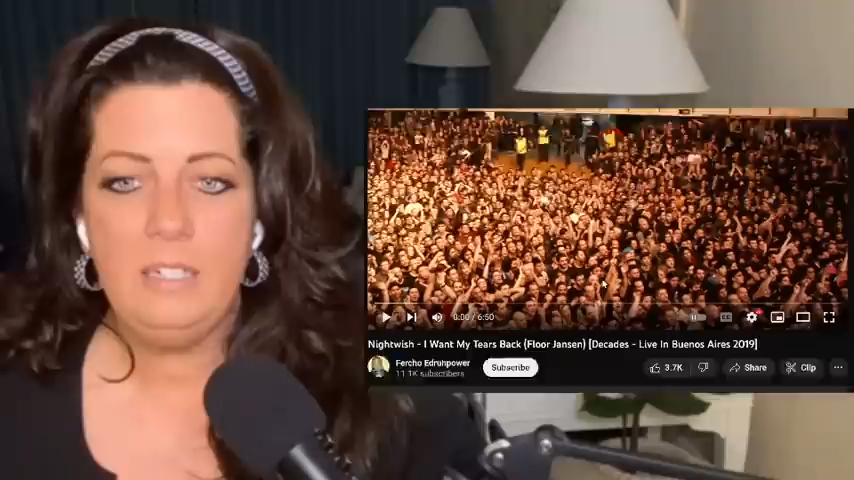 0:00 / 6:50
Nightwish - I Want My Tears Back (Floor Jansen) [Decades - Live In Buenos Aires 2019]
Fercho Edrunpower
11.1K subscribers
Subscribe
3.7K
Share
Clip